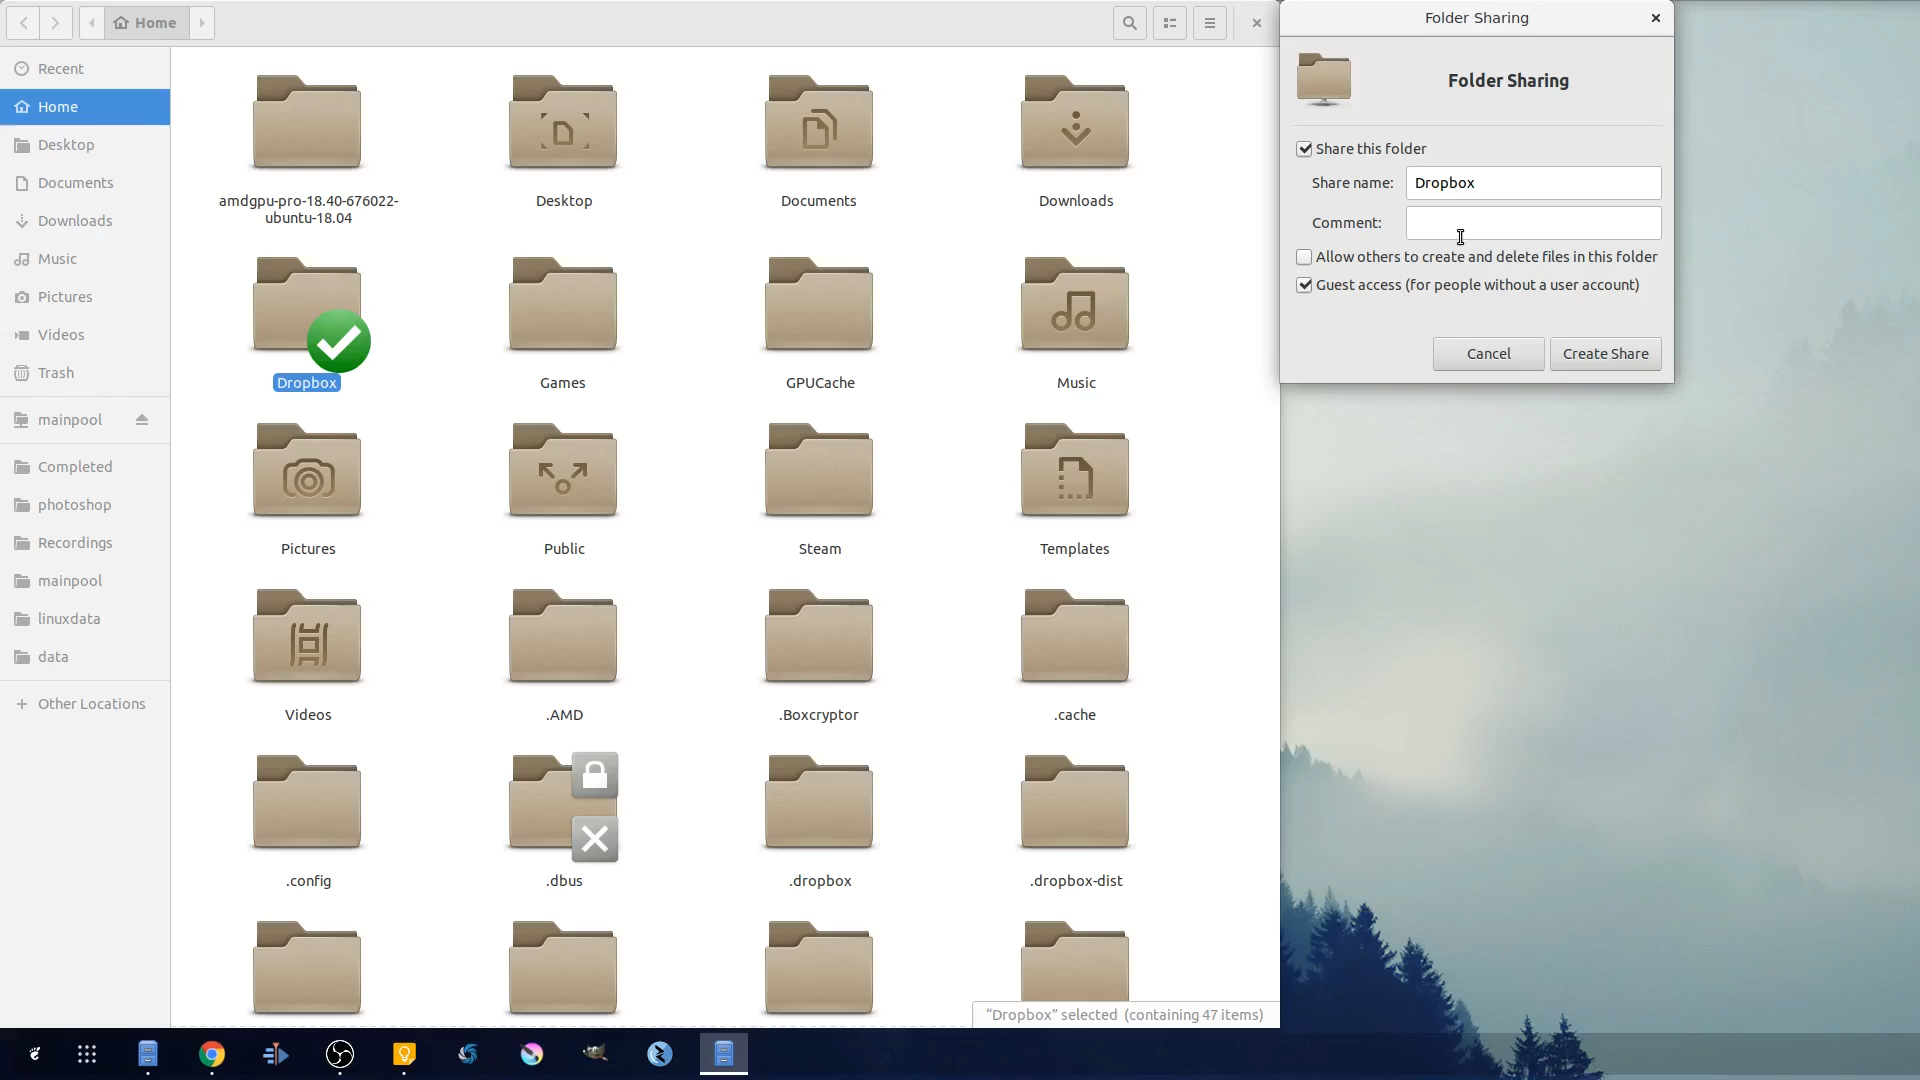 Home
Recent
Home
Desktop
Documents
Downloads
Music
Pictures
Videos
Trash
mainpool
Completed
photoshop
Recordings
mainpool
linuxdata
data
+ Other Locations
amdgpu-pro-18.40-676022-
ubuntu-18.04
Desktop
Documents
Downloads
Dropbox
Games
GPUCache
Music
Pictures
Public
Steam
Templates
Videos
.AMD
.Boxcryptor
.cache
.config
.dbus
.dropbox
.dropbox-dist
“Dropbox” selected (containing 47 items)
Folder Sharing
Folder Sharing
Share this folder
Share name: Dropbox
Comment:
Allow others to create and delete files in this folder
Guest access (for people without a user account)
Cancel Create Share